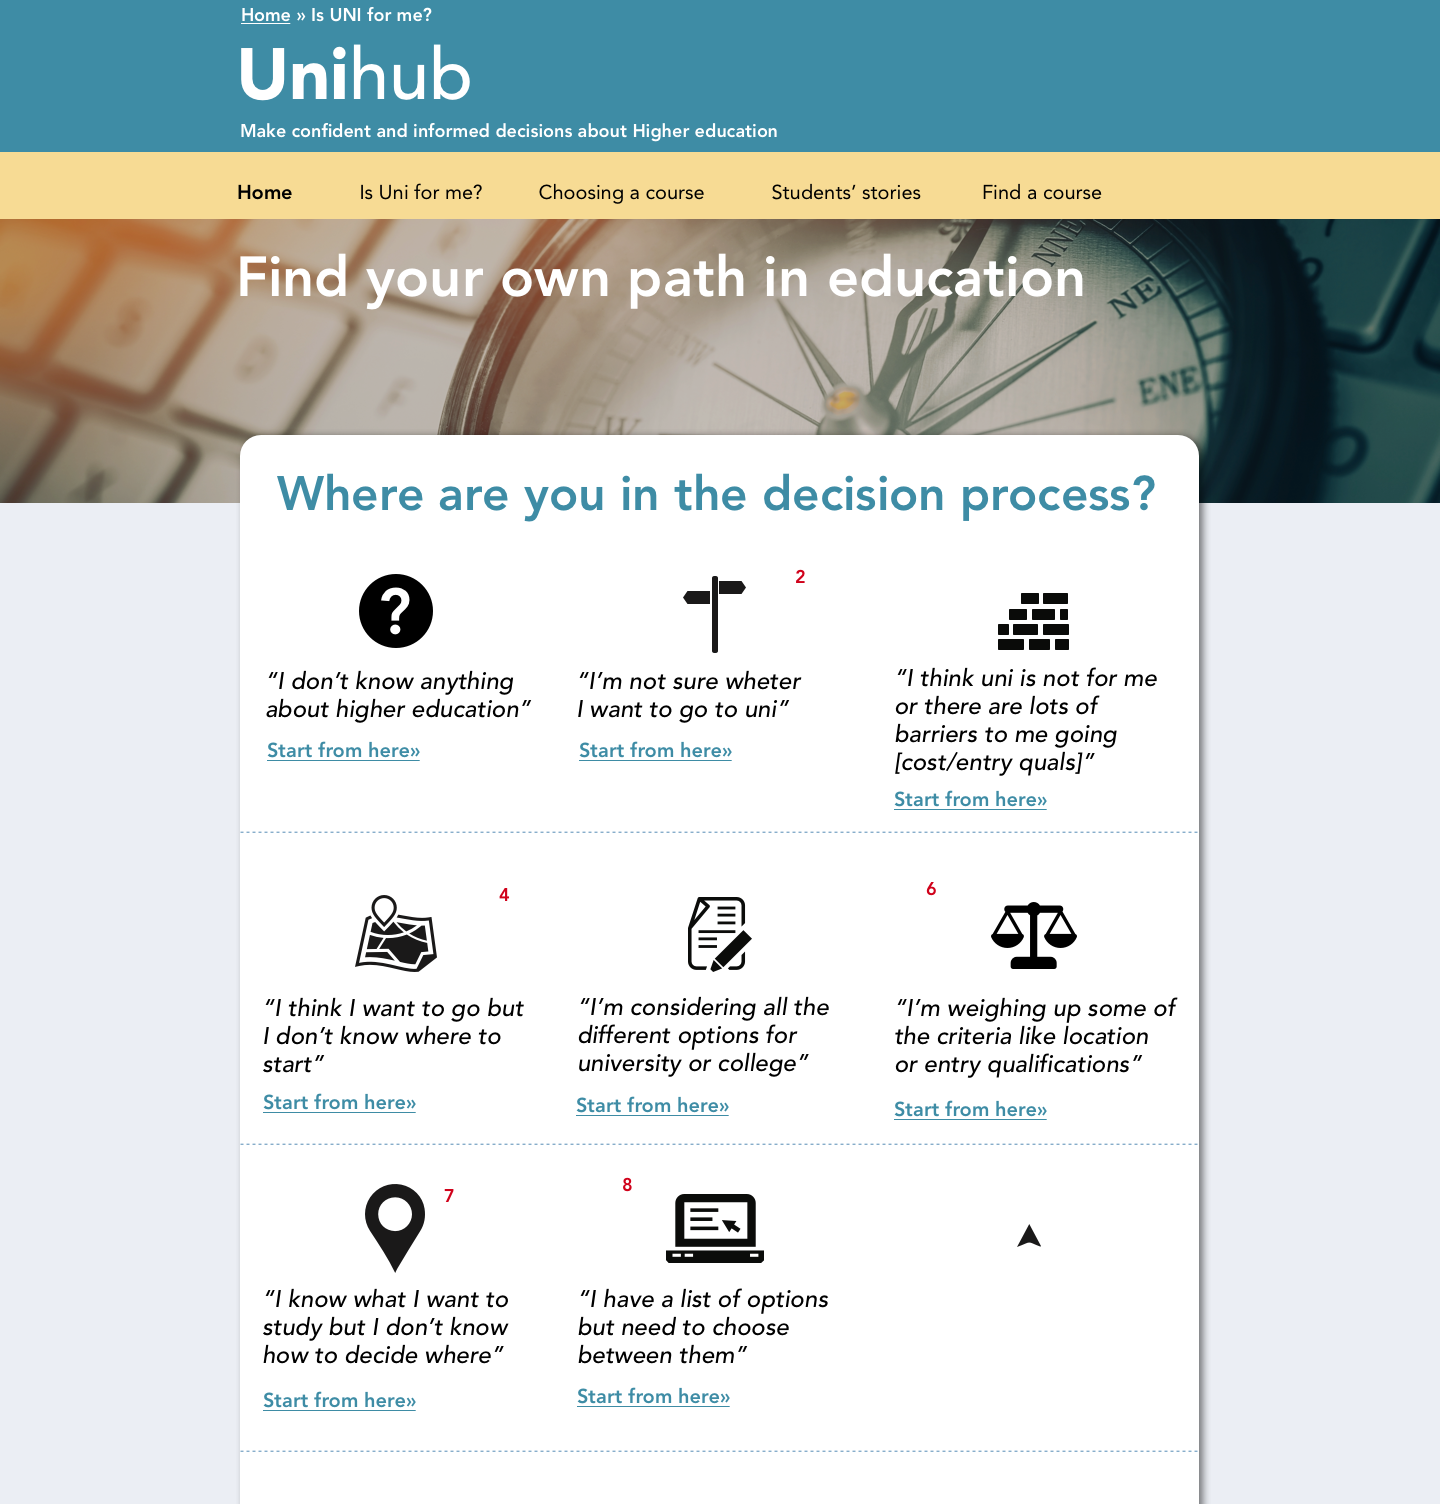 Home » Is UNI for me?
Unihub
Make confident and informed decisions about Higher education
Home Is Uni for me? Choosing a course Students’ stories Find a course
Find your own path in education
NNE
NE
ENE
NW
W
Where are you in the decision process?
2
“I don’t know anything
about higher education”
Start from here»
“I’m not sure wheter
I want to go to uni”
Start from here»
“I think uni is not for me
or there are lots of
barriers to me going
[cost/entry quals]”
Start from here»
4
6
“I think I want to go but
I don’t know where to
start”
Start from here»
“I’m considering all the
different options for
university or college”
Start from here»
“I’m weighing up some of
the criteria like location
or entry qualifications”
Start from here»
7
8
“I know what I want to
study but I don’t know
how to decide where”
Start from here»
“I have a list of options
but need to choose
between them”
Start from here»